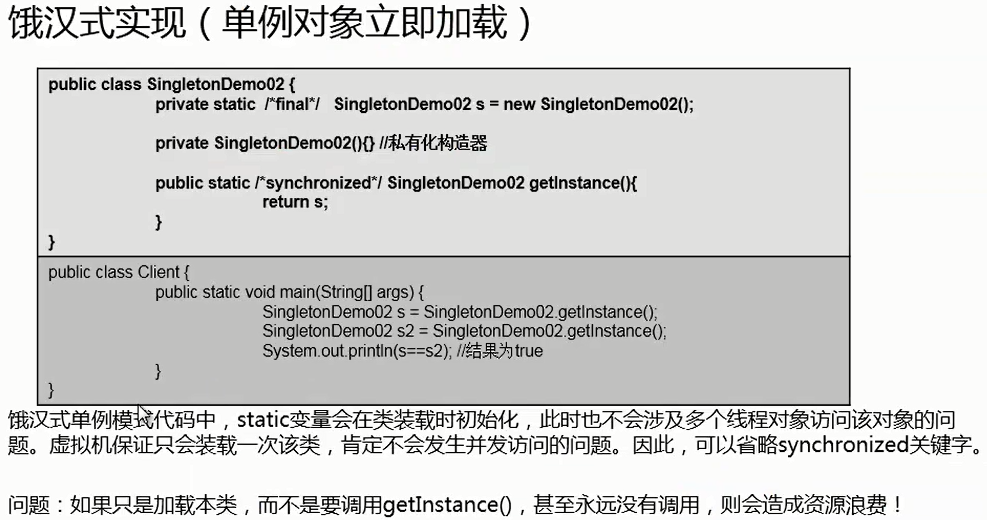 饿汉式实现（单例对象立即加载）
public class SingletonDemo02 {
private static /*final*/ SingletonDemo02 s = new SingletonDemo02();
private SingletonDemo02(){} //私有化构造器
public static /*synchronized*/ SingletonDemo02 getInstance(){
return s;
}
}
public class Client {
public static void main(String[] args) {
SingletonDemo02 s = SingletonDemo02.getInstance();
SingletonDemo02 s2 = SingletonDemo02.getInstance();
System.out.println(s==s2); //结果为true
}
}
饿汉式单例模式代码中，static变量会在类装载时初始化，此时也不会涉及多个线程对象访问该对象的问
题。虚拟机保证只会装载一次该类，肯定不会发生并发访问的问题。因此，可以省略synchronized关键字。
问题：如果只是加载本类，而不是要调用getInstance()，甚至永远没有调用，则会造成资源浪费！